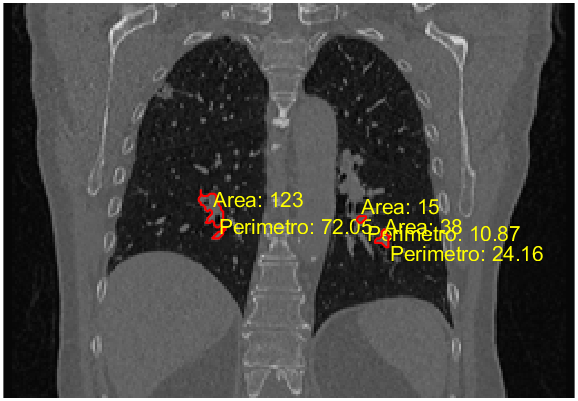 Area: 123
Perimetro: 72.05
Area: 15
Perimetro: 10.87
Area: 38
Perimetro: 24.16